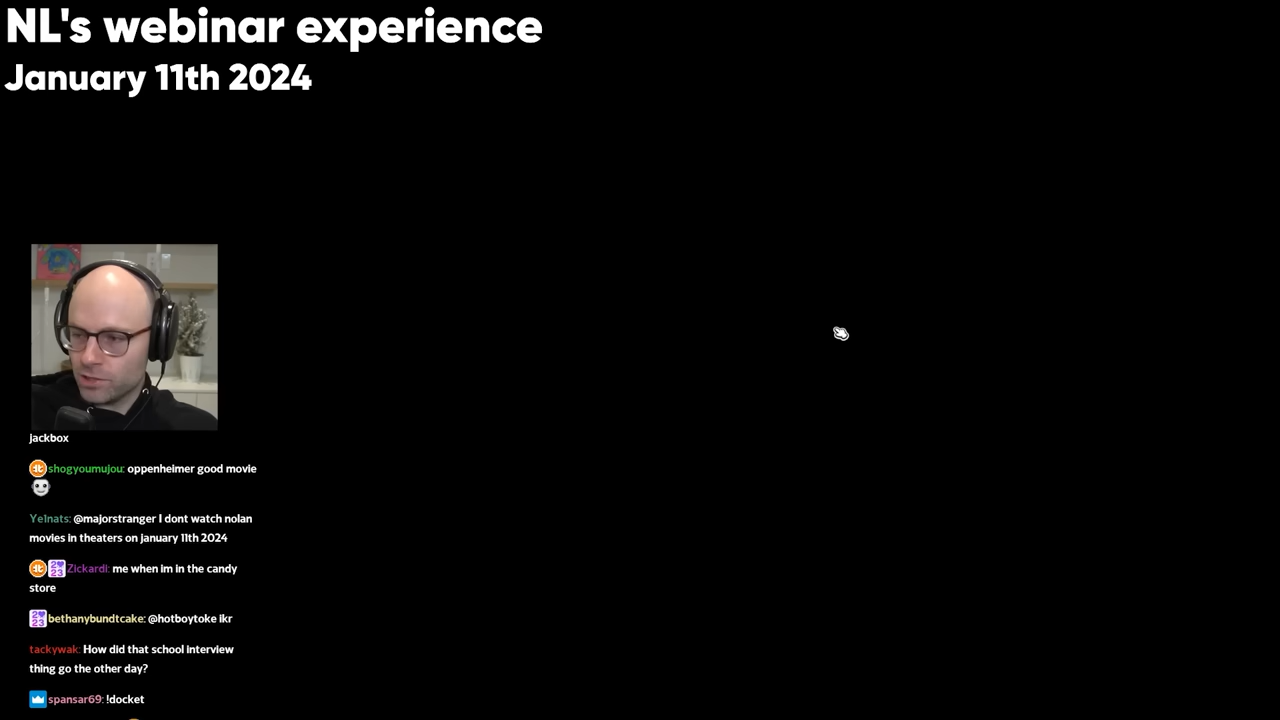 NL's webinar experience
January 11th 2024
jackbox
shogyoumujou: oppenheimer good movie
Ye1nats: @majorstranger I dont watch nolan
movies in theaters on january 11th 2024
Zickardi: me when im in the candy
store
bethanybundtcake: @hotboytoke ikr
tackywak: How did that school interview
thing go the other day?
spansar69: !docket